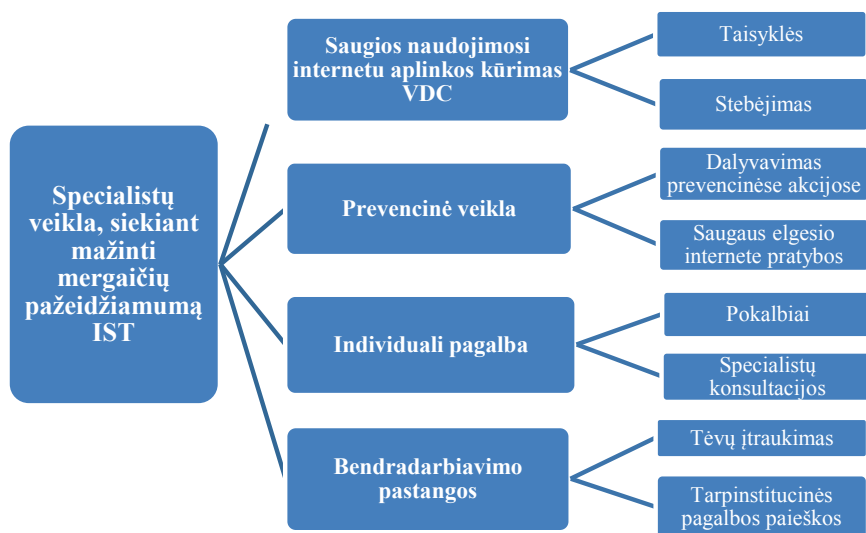 Specialistų
veikla, siekiant
mažinti
mergaičių
pažeidžiamumą
IST
Saugios naudojimosi
internetu aplinkos kūrimas
VDC
Taisyklės
Stebėjimas
Prevencinė veikla
Dalyvavimas
prevencinėse akcijose
Saugaus elgesio
internete pratybos
Individuali pagalba
Pokalbiai
Specialistų
konsultacijos
Bendradarbiavimo
pastangos
Tėvų įtraukimas
Tarpinstitucinės
pagalbos paieškos